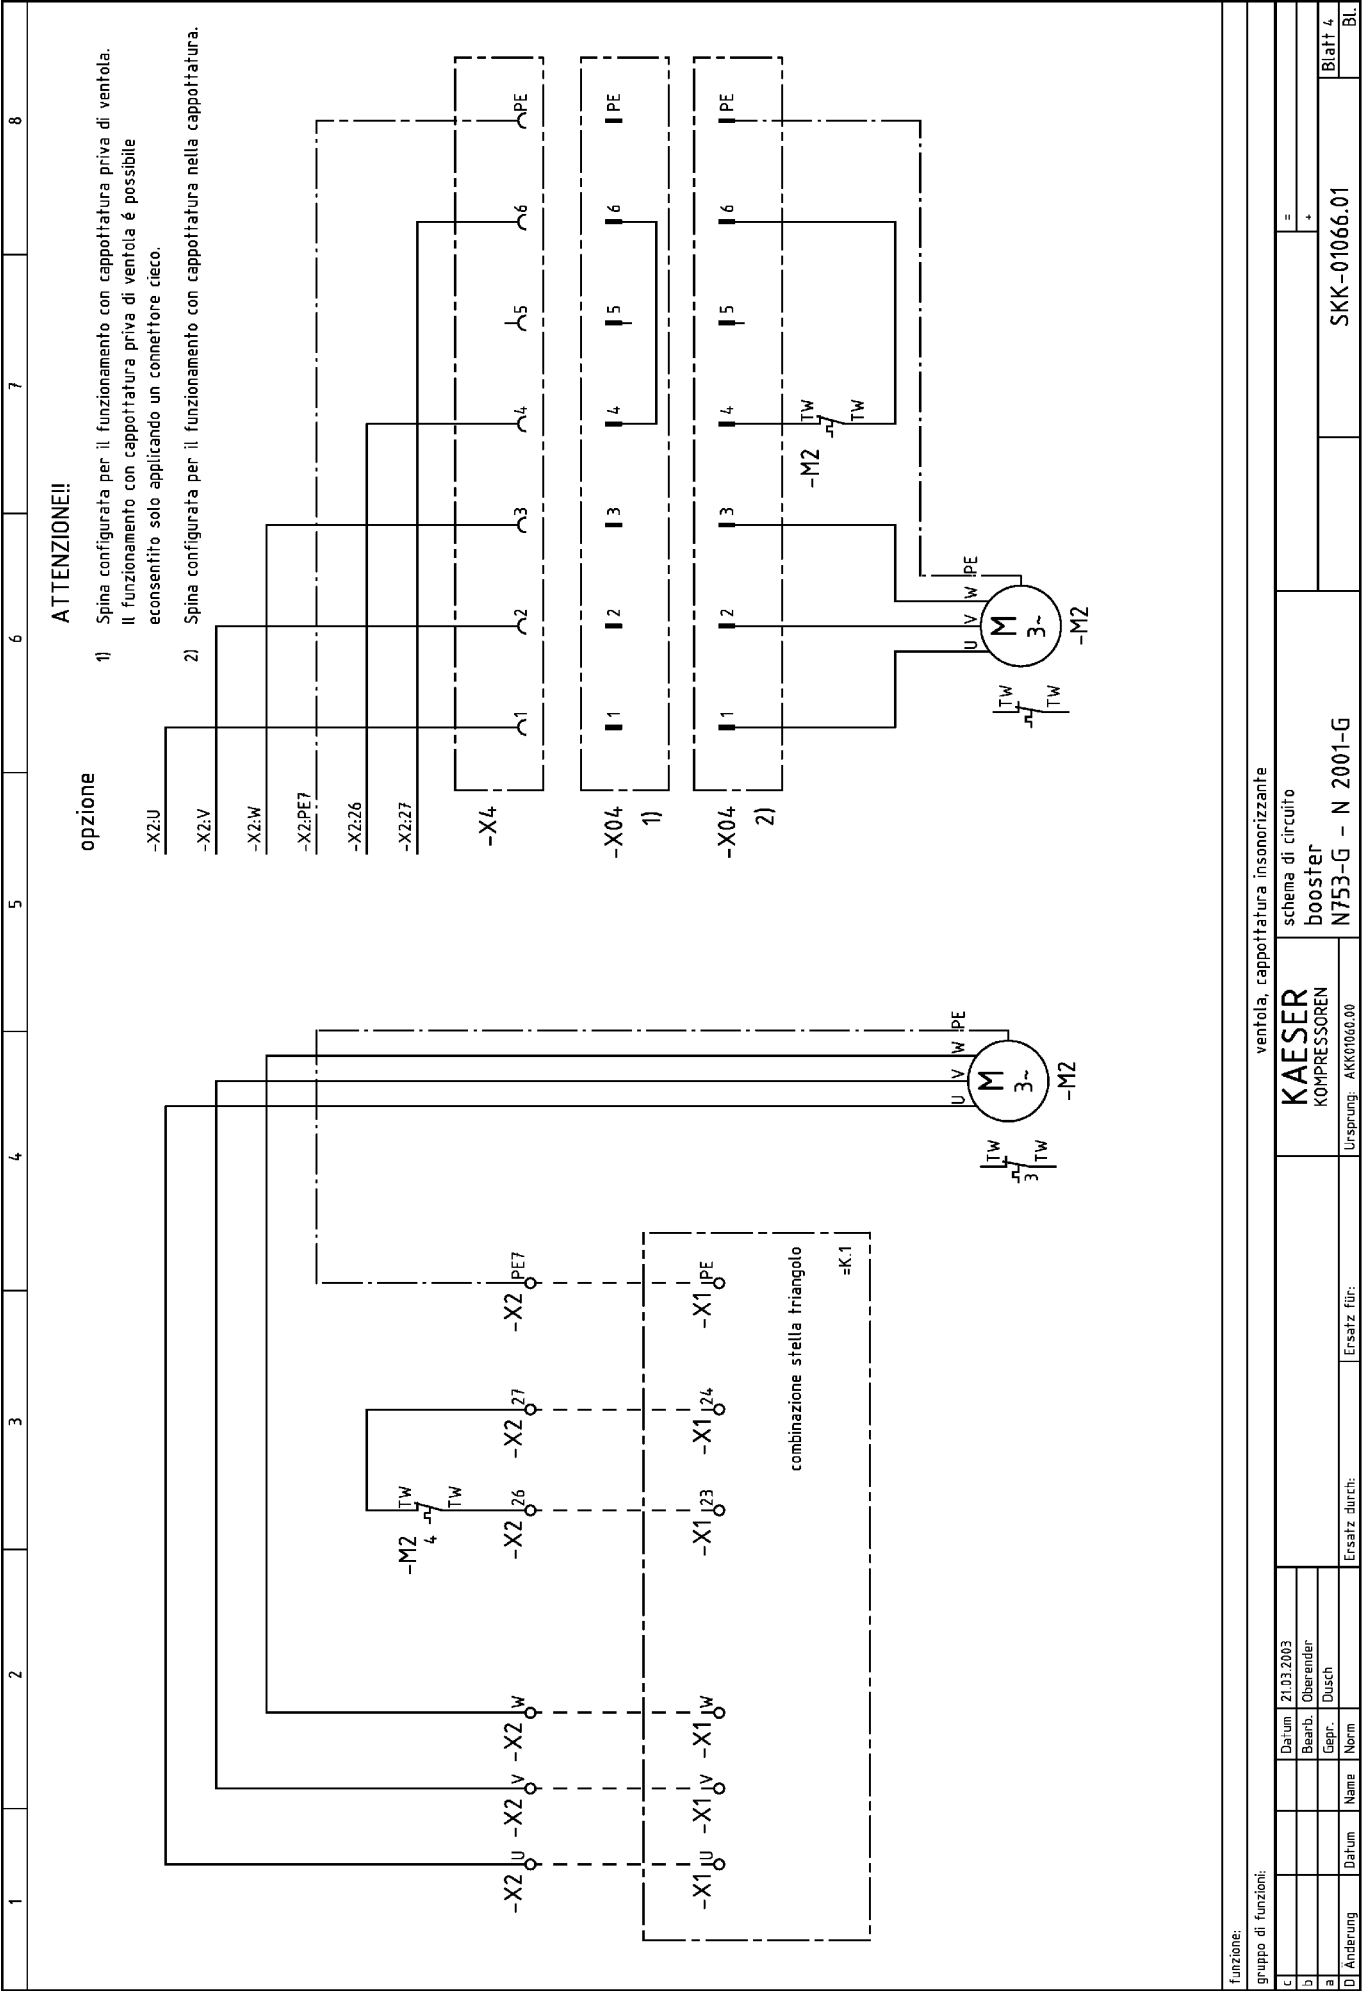 1 2 3 4 5 6 7 8
opzione
ATTENZIONE!!
1) Spina configurata per il funzionamento con cappottatura priva di ventola.
Il funzionamento con cappottatura priva di ventola é possibile
econsentito solo applicando un connettore cieco.
2) Spina configurata per il funzionamento con cappottatura nella cappottatura.
-X2:U
-X2:V
-X2:W
-X2:PE7
-X2:26
-X2:27
-M2 TW TW
4
-X2 U -X2 V -X2 W -X2 26 -X2 27 -X2 PE7
-X1 U -X1 V -X1 W -X1 23 -X1 24 -X1 PE
combinazione stella triangolo
=K.1
-X4 1 2 3 4 5 6 PE
-X04 1 2 3 4 5 6 PE
1)
-X04 1 2 3 4 5 6 PE
2)
-M2 TW TW
TW TW
3
U V W PE
M
3~
-M2
TW TW
U V W PE
M
3~
-M2
funzione:
gruppo di funzioni: ventola, cappottatura insonorizzante
c Datum 21.03.2003
b Bearb. Oberender
a Gepr. Dusch
D Änderung Datum Name Norm
Ersatz durch: Ersatz für:
KAESER
KOMPRESSOREN
Ursprung: AKK01060.00
schema di circuito
booster
N753-G - N 2001-G
=
+
SKK-01066.01
Blatt 4
Bl.